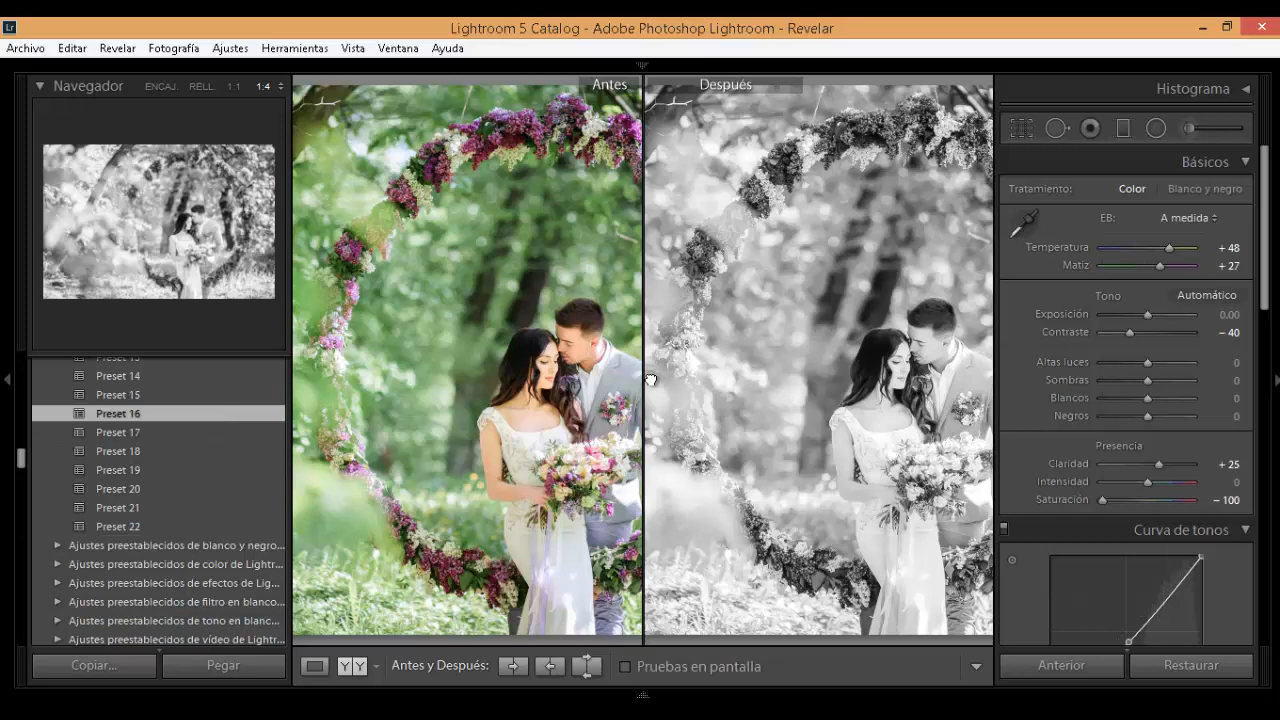 Lr
Lightroom 5 Catalog - Adobe Photoshop Lightroom - Revelar
Archivo Editar Revelar Fotografía Ajustes Herramientas Vista Ventana Ayuda
Navegador ENCAJ. RELL. 1:1 1:4
Preset 13
Preset 14
Preset 15
Preset 16
Preset 17
Preset 18
Preset 19
Preset 20
Preset 21
Preset 22
Ajustes preestablecidos de blanco y negro...
Ajustes preestablecidos de color de Lightr...
Ajustes preestablecidos de efectos de Lig...
Ajustes preestablecidos de filtro en blanco...
Ajustes preestablecidos de tono en blanc...
Ajustes preestablecidos de vídeo de Lightr...
Copiar... Pegar
Antes Después
Y Y Antes y Después: Pruebas en pantalla
Histograma
Básicos
Tratamiento: Color Blanco y negro
EB: A medida
Temperatura + 48
Matiz + 27
Tono Automático
Exposición 0,00
Contraste − 40
Altas luces 0
Sombras 0
Blancos 0
Negros 0
Presencia
Claridad + 25
Intensidad 0
Saturación − 100
Curva de tonos
Anterior Restaurar